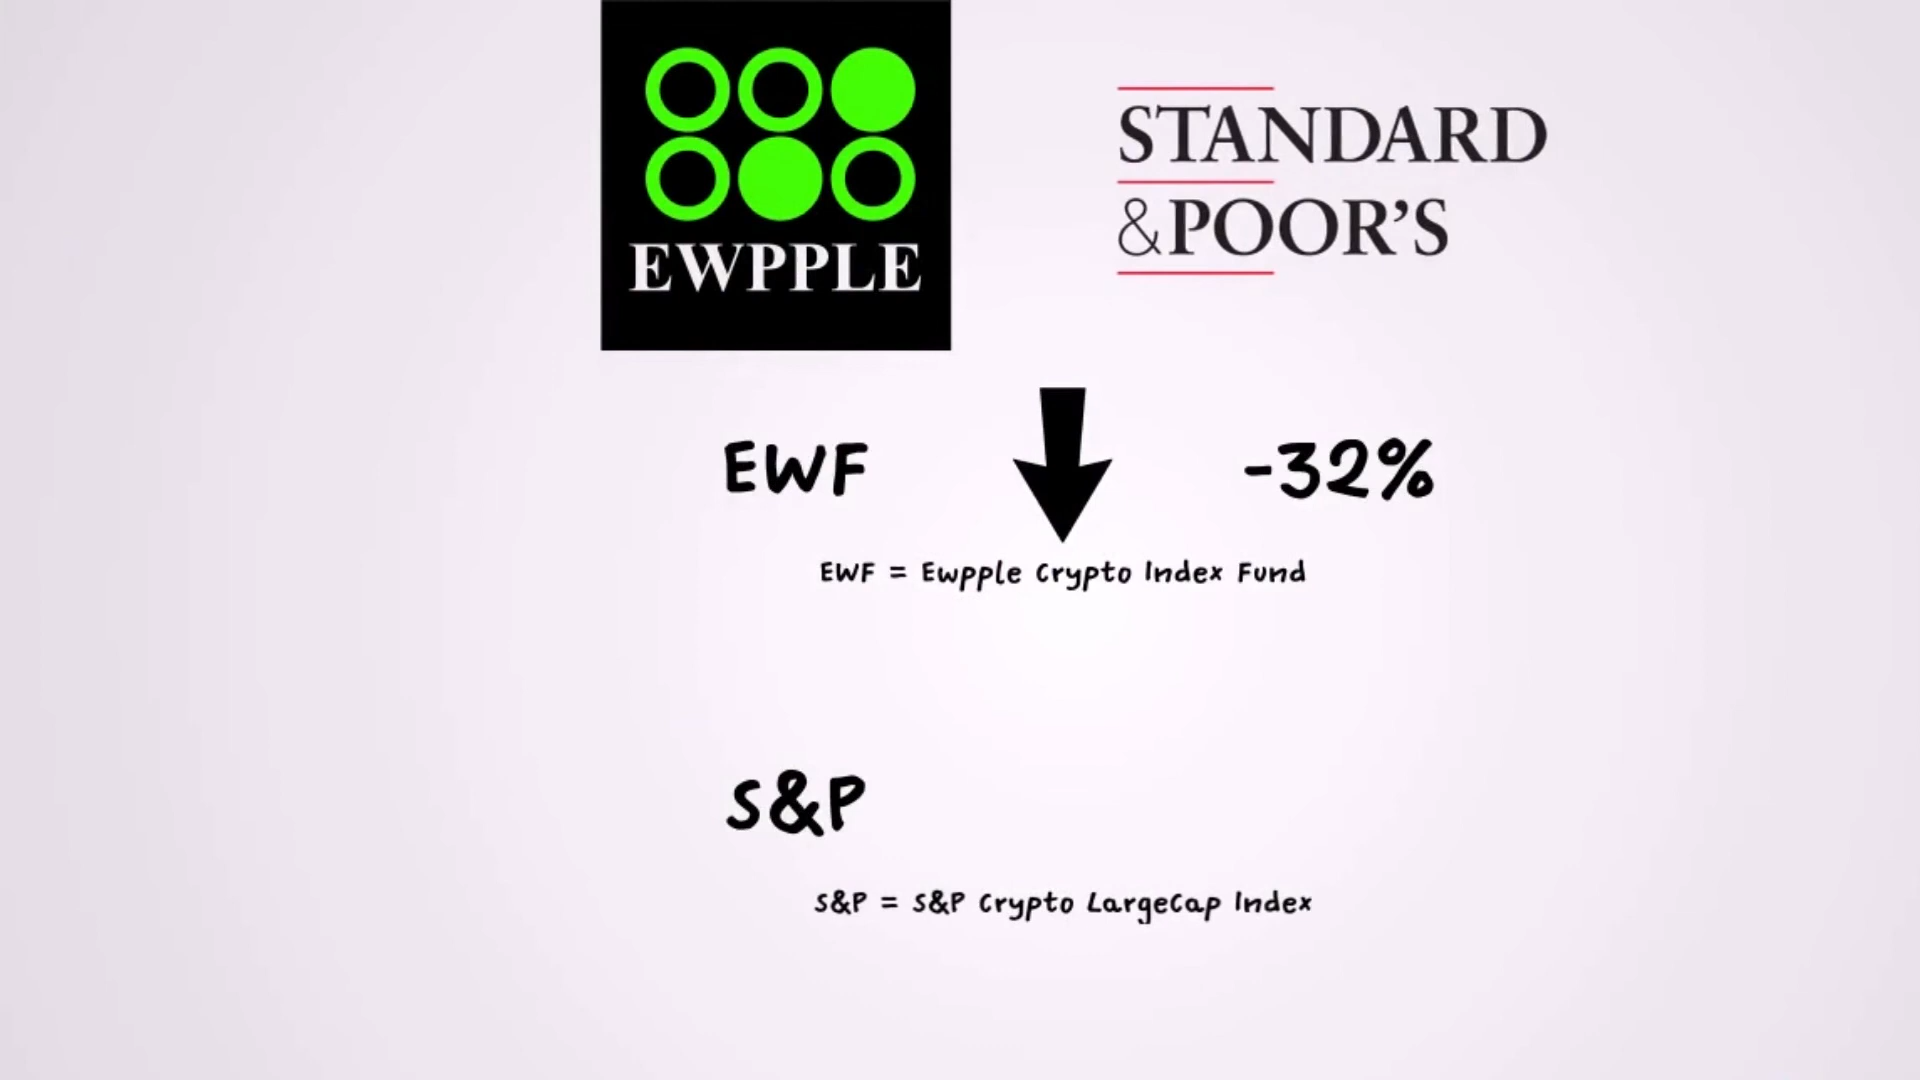 EWPPLE
STANDARD
&POOR'S
EWF
-32%
EWF = Ewpple Crypto Index Fund
S&P
S&P = S&P Crypto LargeCap Index